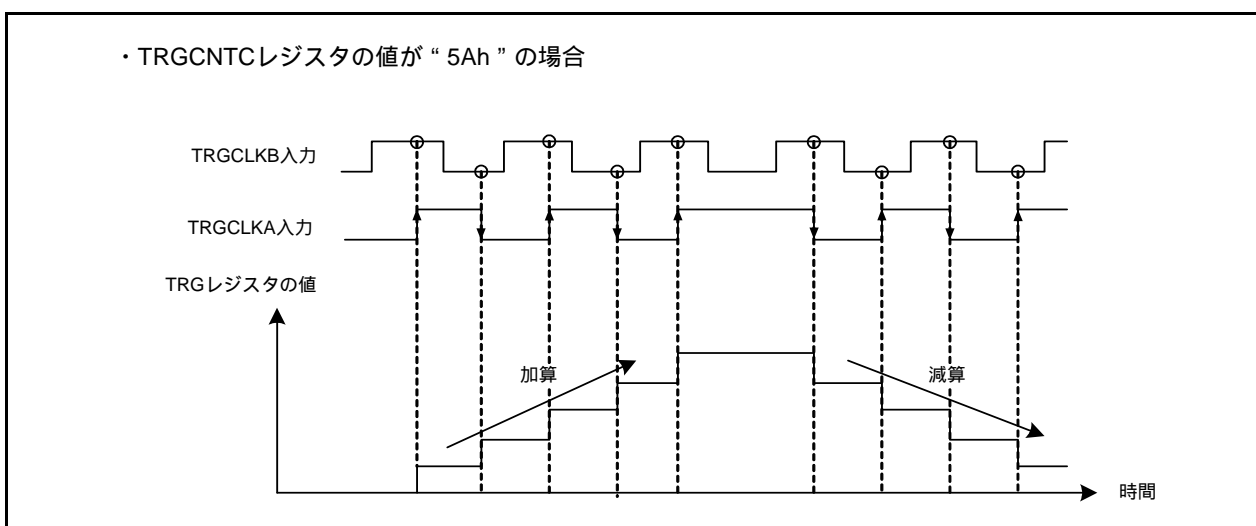 ・TRGCNTCレジスタの値が“ 5Ah ”の場合
TRGCLKB入力
TRGCLKA入力
TRGレジスタの値
加算
減算
時間